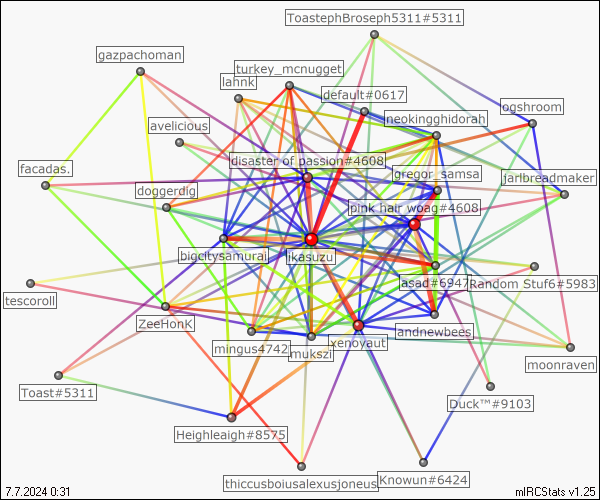 ToastephBroseph5311#5311
gazpachoman
turkey_mcnugget
lahnk
default#0617
ogshroom
neokingghidorah
avelicious
disaster of passion#4608
facadas.
gregor_samsa
jarlbreadmaker
doggerdig
pink hair woag#4608
bigcitysamurai
ikasuzu
asad#6947
Random Stuf6#5983
tescoroll
ZeeHonK
mingus4742
mukszi
xenoyaut
andnewbees
moonraven
Toast#5311
Duck™#9103
Heighleaigh#8575
thiccusboiusalexusjoneus
Knowun#6424
7.7.2024 0:31
mIRCStats v1.25